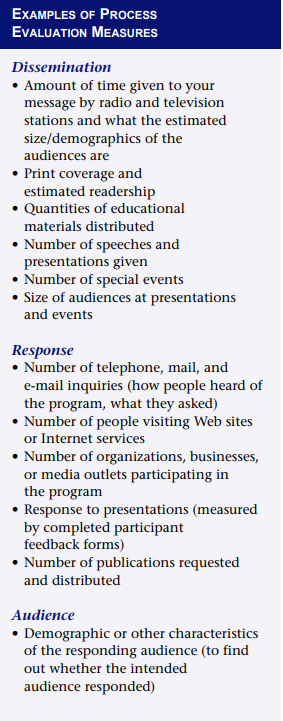 EXAMPLES OF PROCESS
EVALUATION MEASURES
Dissemination
• Amount of time given to your
message by radio and television
stations and what the estimated
size/demographics of the
audiences are
• Print coverage and
estimated readership
• Quantities of educational
materials distributed
• Number of speeches and
presentations given
• Number of special events
• Size of audiences at presentations
and events
Response
• Number of telephone, mail, and
e-mail inquiries (how people heard of
the program, what they asked)
• Number of people visiting Web sites
or Internet services
• Number of organizations, businesses,
or media outlets participating in
the program
• Response to presentations (measured
by completed participant
feedback forms)
• Number of publications requested
and distributed
Audience
• Demographic or other characteristics
of the responding audience (to find
out whether the intended
audience responded)